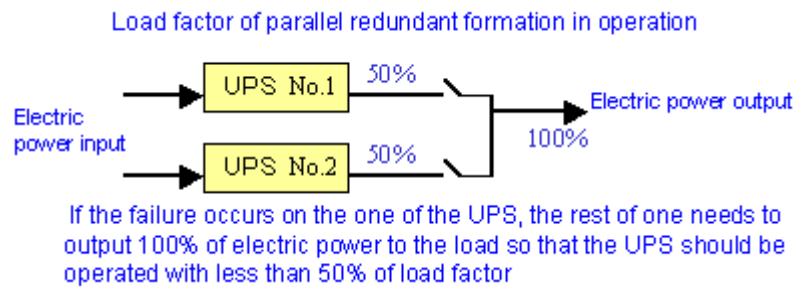 Load factor of parallel redundant formation in operation
UPS No.1
50%
Electric
power input
Electric power output
100%
UPS No.2
50%
If the failure occurs on the one of the UPS, the rest of one needs to
output 100% of electric power to the load so that the UPS should be
operated with less than 50% of load factor